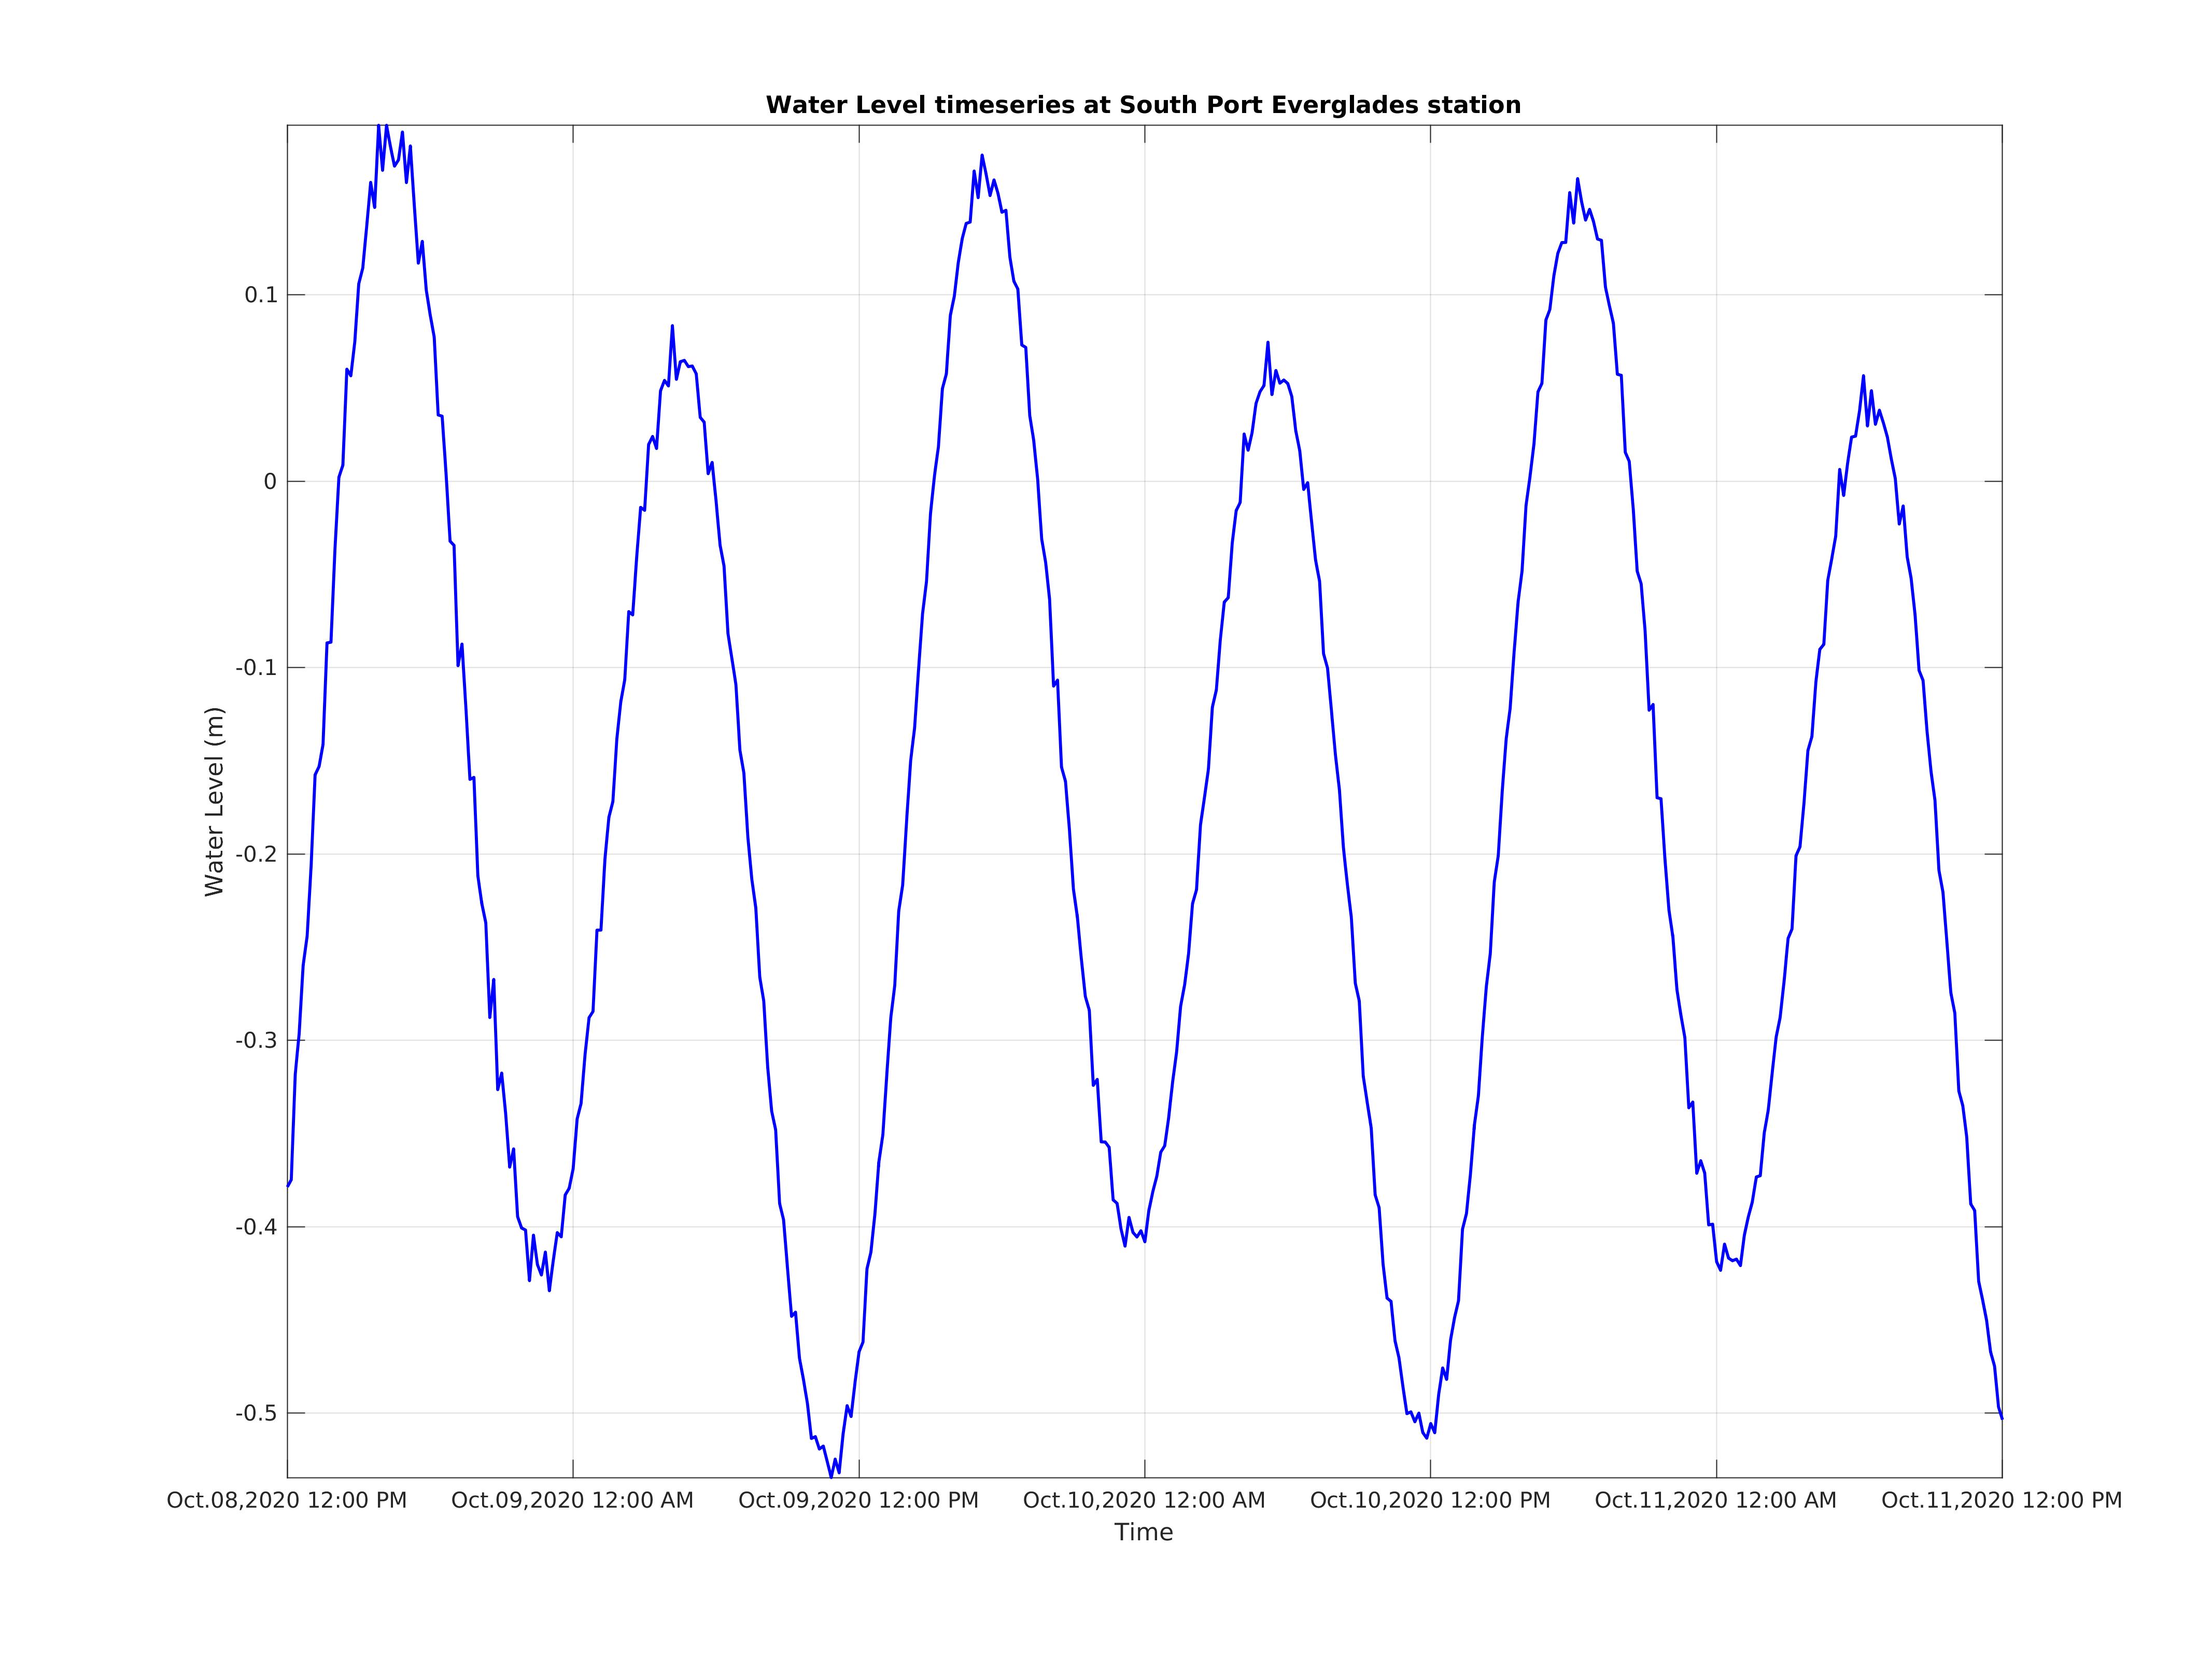 Water Level timeseries at South Port Everglades station
0.1
0
-0.1
-0.2
-0.3
-0.4
-0.5
Water Level (m)
Oct.08,2020 12:00 PM
Oct.09,2020 12:00 AM
Oct.09,2020 12:00 PM
Oct.10,2020 12:00 AM
Oct.10,2020 12:00 PM
Oct.11,2020 12:00 AM
Oct.11,2020 12:00 PM
Time